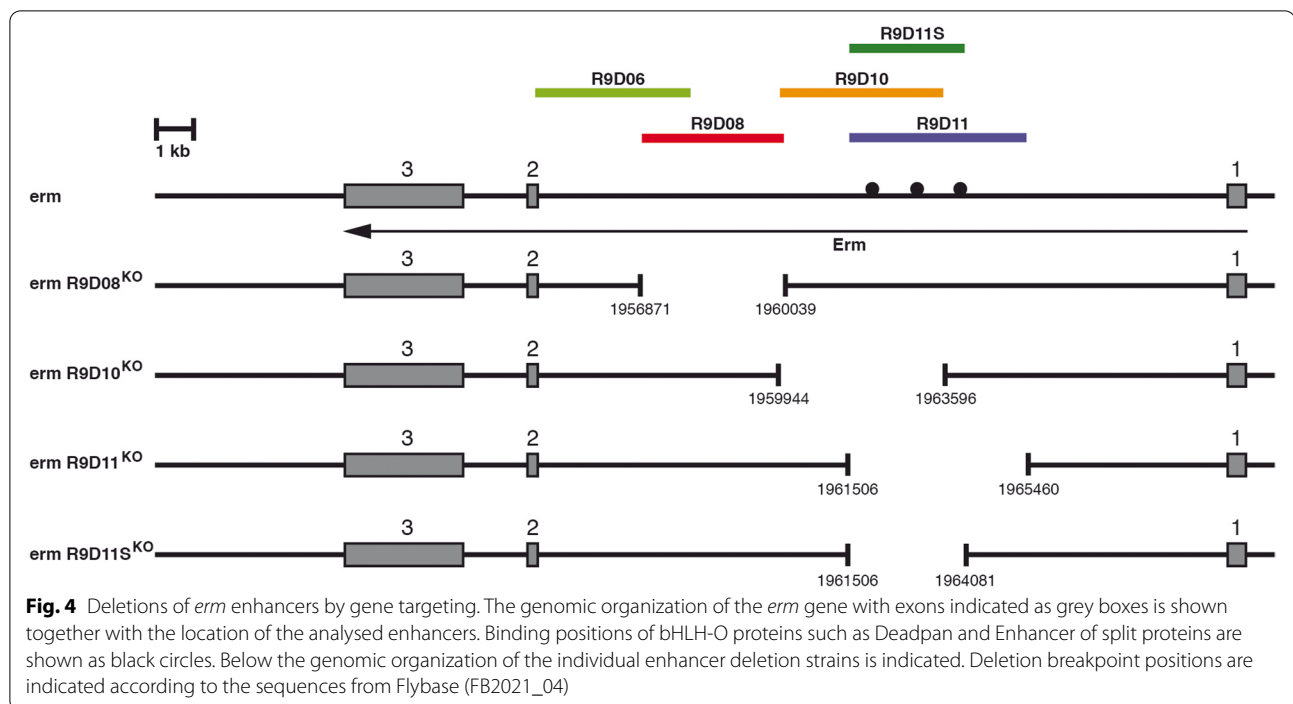 R9D11S
R9D06
R9D10
R9D08
R9D11
1 kb
3
2
1
erm
Erm
3
2
1
erm R9D08KO
1956871
1960039
3
2
1
erm R9D10KO
1959944
1963596
3
2
1
erm R9D11KO
1961506
1965460
3
2
1
erm R9D11SKO
1961506
1964081
Fig. 4 Deletions of erm enhancers by gene targeting. The genomic organization of the erm gene with exons indicated as grey boxes is shown
together with the location of the analysed enhancers. Binding positions of bHLH-O proteins such as Deadpan and Enhancer of split proteins are
shown as black circles. Below the genomic organization of the individual enhancer deletion strains is indicated. Deletion breakpoint positions are
indicated according to the sequences from Flybase (FB2021_04)